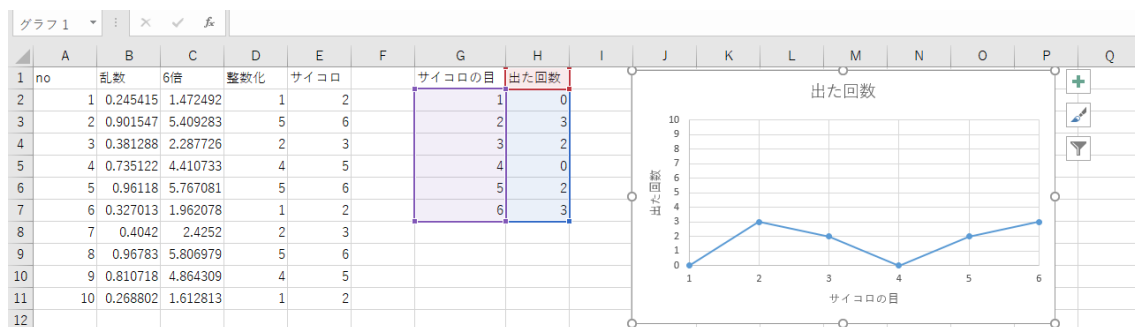 グラフ 1 fx
A B C D E F G H I J K L M N O P Q
1 no 乱数 6倍 整数化 サイコロ サイコロの目 出た回数
2 1 0.245415 1.472492 1 2 1 0
3 2 0.901547 5.409283 5 6 2 3
4 3 0.381288 2.287726 2 3 3 2
5 4 0.735122 4.410733 4 5 4 0
6 5 0.96118 5.767081 5 6 5 2
7 6 0.327013 1.962078 1 2 6 3
8 7 0.4042 2.4252 2 3
9 8 0.96783 5.806979 5 6
10 9 0.810718 4.864309 4 5
11 10 0.268802 1.612813 1 2
12
出た回数
出た回数
10
9
8
7
6
5
4
3
2
1
0
1 2 3 4 5 6
サイコロの目